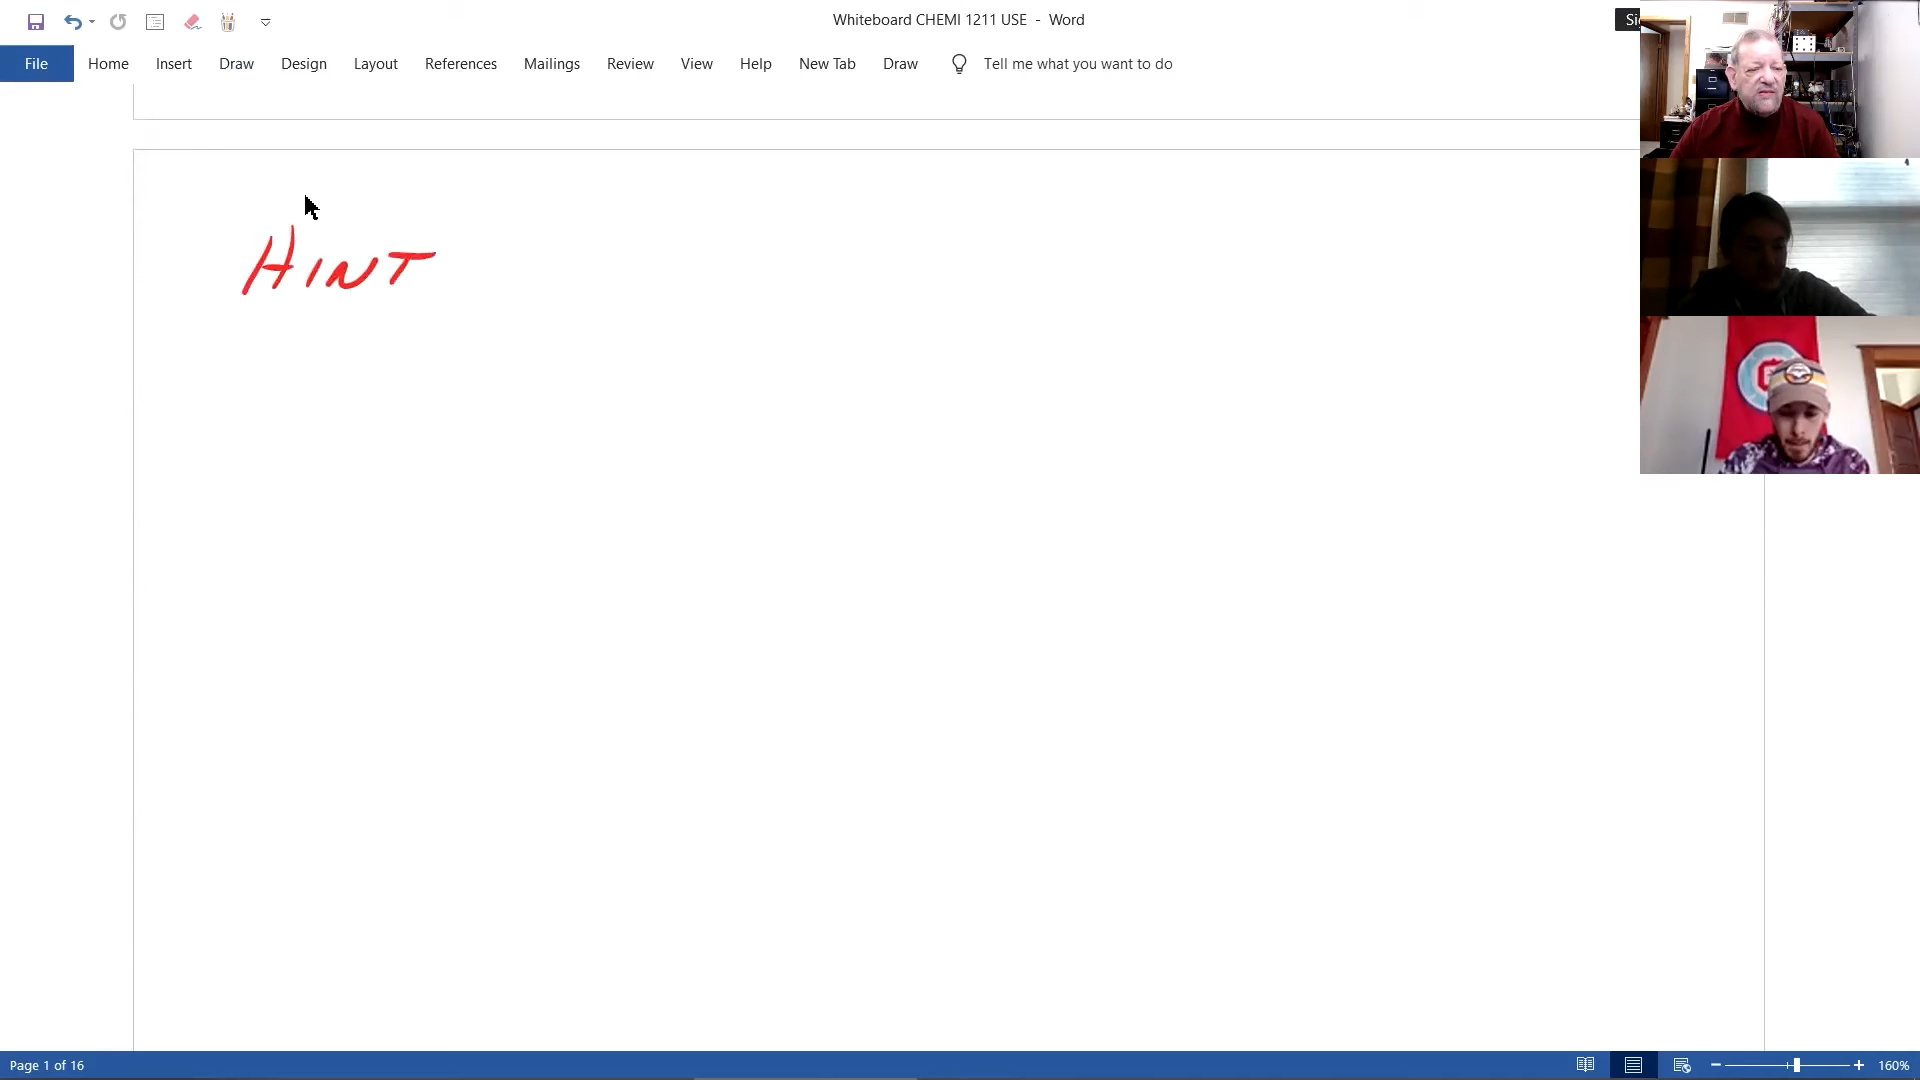 Whiteboard CHEMI 1211 USE - Word
File Home Insert Draw Design Layout References Mailings Review View Help New Tab Draw Tell me what you want to do
HINT
Page 1 of 16
160%